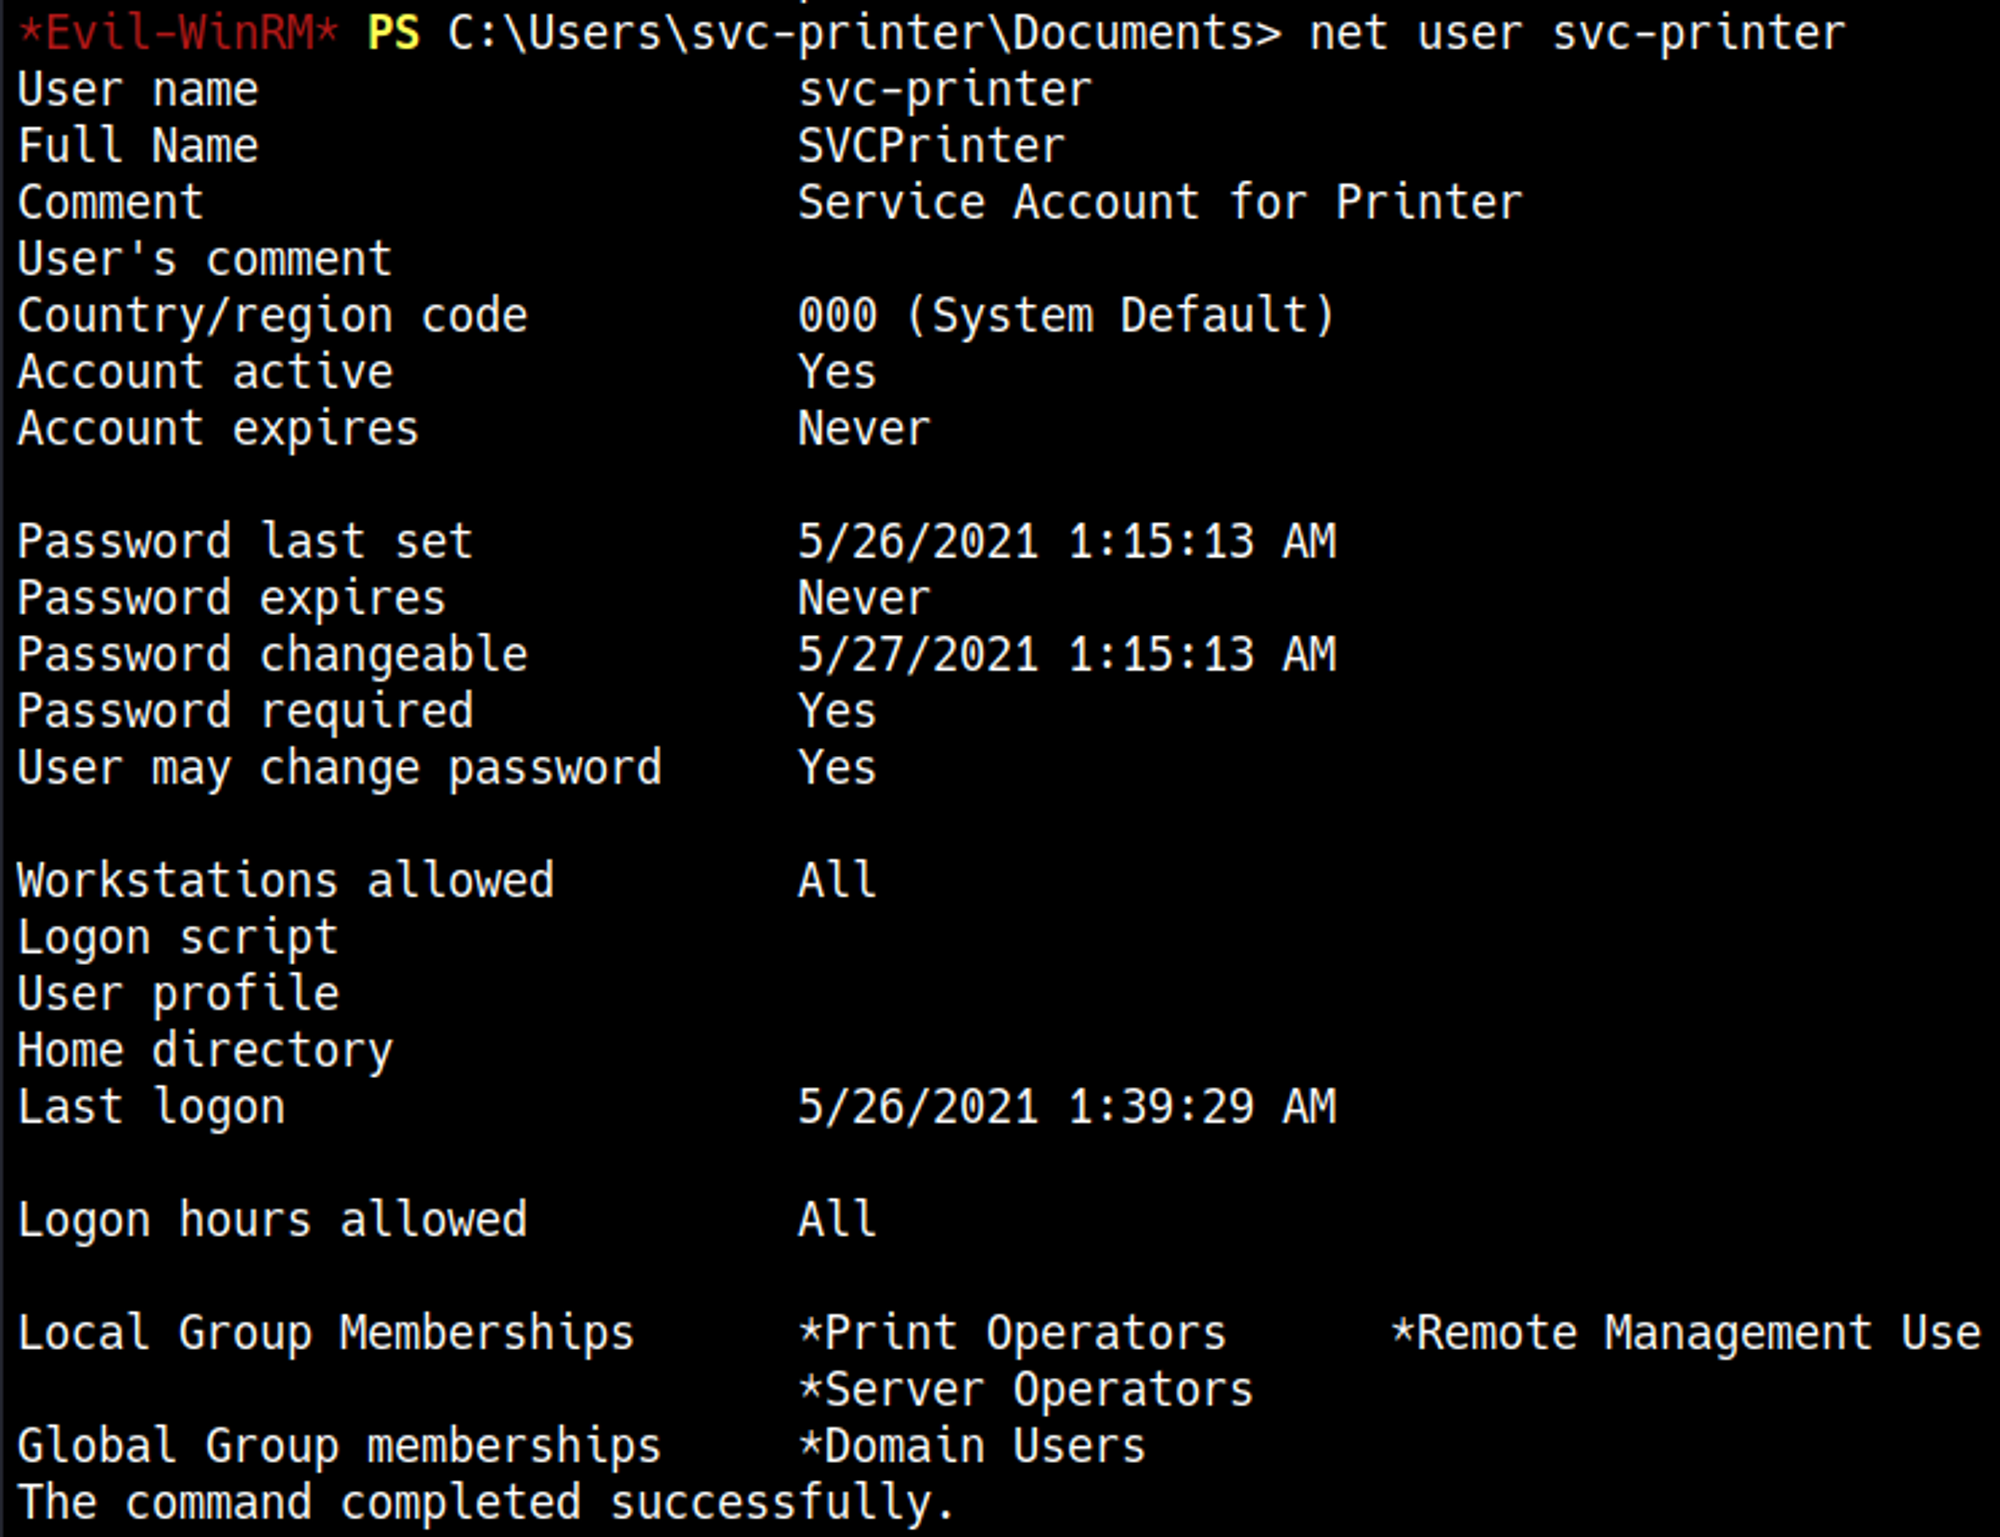 *Evil-WinRM* PS C:\Users\svc-printer\Documents> net user svc-printer
User name                    svc-printer
Full Name                    SVCPrinter
Comment                      Service Account for Printer
User's comment
Country/region code          000 (System Default)
Account active               Yes
Account expires              Never

Password last set            5/26/2021 1:15:13 AM
Password expires             Never
Password changeable          5/27/2021 1:15:13 AM
Password required            Yes
User may change password     Yes

Workstations allowed         All
Logon script
User profile
Home directory
Last logon                   5/26/2021 1:39:29 AM

Logon hours allowed          All

Local Group Memberships      *Print Operators      *Remote Management Use
                             *Server Operators
Global Group memberships     *Domain Users
The command completed successfully.